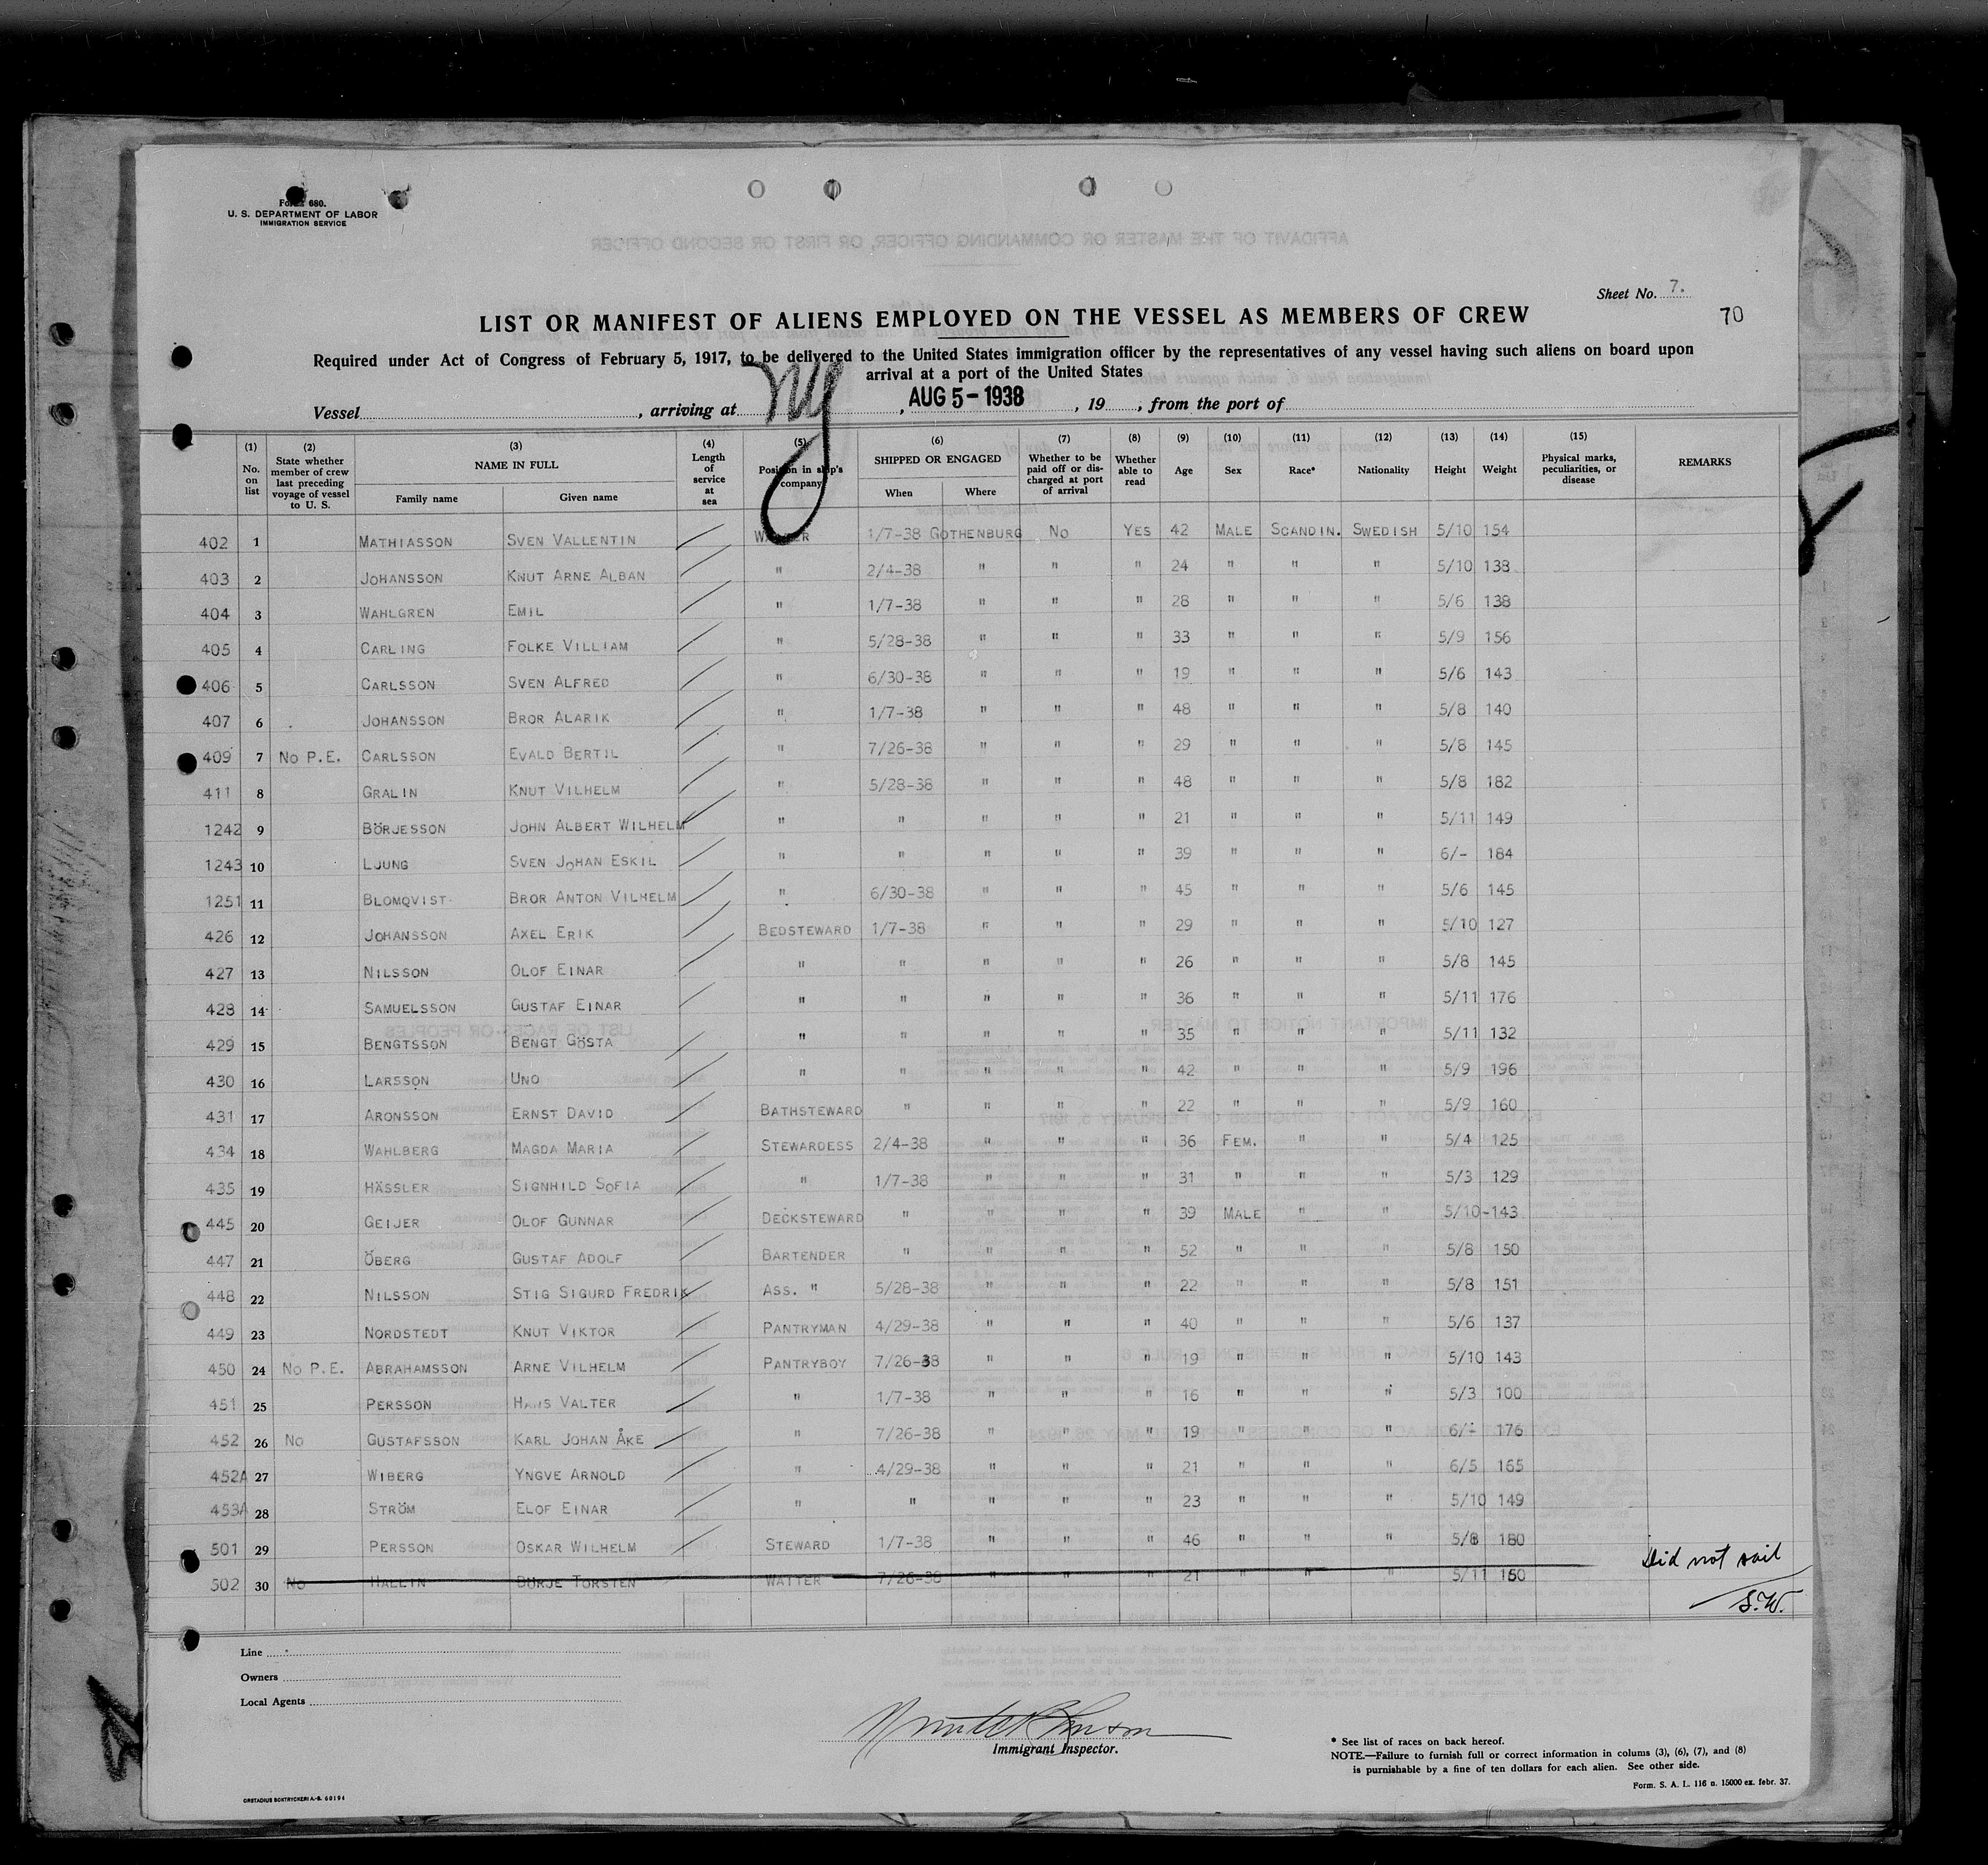 Form 680.
U. S. DEPARTMENT OF LABOR
IMMIGRATION SERVICE
Sheet No. 7.
70
LIST OR MANIFEST OF ALIENS EMPLOYED ON THE VESSEL AS MEMBERS OF CREW
Required under Act of Congress of February 5, 1917, to be delivered to the United States immigration officer by the representatives of any vessel having such aliens on board upon
arrival at a port of the United States
Vessel , arriving at NY , AUG 5 - 1938 , 19 , from the port of
(1) No. on list (2) State whether member of crew last preceding voyage of vessel to U. S. (3) NAME IN FULL Family name Given name (4) Length of service at sea (5) Position in ship's company (6) SHIPPED OR ENGAGED When Where (7) Whether to be paid off or discharged at port of arrival (8) Whether able to read (9) Age (10) Sex (11) Race* (12) Nationality (13) Height (14) Weight (15) Physical marks, peculiarities, or disease REMARKS
402 1 MATHIASSON SVEN VALLENTIN WAITER 1/7-38 GOTHENBURG No YES 42 MALE SCANDIN. SWEDISH 5/10 154
403 2 JOHANSSON KNUT ARNE ALBAN " 2/4-38 " " " 24 " " " 5/10 138
404 3 WAHLGREN EMIL " 1/7-38 " " " 28 " " " 5/6 138
405 4 CARLING FOLKE VILLIAM " 5/28-38 " " " 33 " " " 5/9 156
406 5 CARLSSON SVEN ALFRED " 6/30-38 " " " 19 " " " 5/6 143
407 6 JOHANSSON BROR ALARIK " 1/7-38 " " " 48 " " " 5/8 140
409 7 No P.E. CARLSSON EVALD BERTIL " 7/26-38 " " " 29 " " " 5/8 145
411 8 GRALIN KNUT VILHELM " 5/28-38 " " " 48 " " " 5/8 182
1242 9 BÖRJESSON JOHN ALBERT WILHELM " " " " " 21 " " " 5/11 149
1243 10 LJUNG SVEN JOHAN ESKIL " " " " " 39 " " " 6/- 184
1251 11 BLOMQVIST BROR ANTON VILHELM " 6/30-38 " " " 45 " " " 5/6 145
426 12 JOHANSSON AXEL ERIK BEDSTEWARD 1/7-38 " " " 29 " " " 5/10 127
427 13 NILSSON OLOF EINAR " " " " " 26 " " " 5/8 145
428 14 SAMUELSSON GUSTAF EINAR " " " " " 36 " " " 5/11 176
429 15 BENGTSSON BENGT GÖSTA " " " " " 35 " " " 5/11 132
430 16 LARSSON UNO " " " " " 42 " " " 5/9 196
431 17 ARONSSON ERNST DAVID BATHSTEWARD " " " " 22 " " " 5/9 160
434 18 WAHLBERG MAGDA MARIA STEWARDESS 2/4-38 " " " 36 FEM. " " 5/4 125
435 19 HÄSSLER SIGNHILD SOFIA " 1/7-38 " " " 31 " " " 5/3 129
445 20 GEIJER OLOF GUNNAR DECKSTEWARD " " " " 39 MALE " " 5/10-143
447 21 ÖBERG GUSTAF ADOLF BARTENDER " " " " 52 " " " 5/8 150
448 22 NILSSON STIG SIGURD FREDRIK ASS. " 5/28-38 " " " 22 " " " 5/8 151
449 23 NORDSTEDT KNUT VIKTOR PANTRYMAN 4/29-38 " " " 40 " " " 5/6 137
450 24 No P.E. ABRAHAMSSON ARNE VILHELM PANTRYBOY 7/26-38 " " " 19 " " " 5/10 143
451 25 PERSSON HANS VALTER " 1/7-38 " " " 16 " " " 5/3 100
452 26 No GUSTAFSSON KARL JOHAN ÅKE " 7/26-38 " " " 19 " " " 6/- 176
452A 27 WIBERG YNGVE ARNOLD " 4/29-38 " " " 21 " " " 6/5 165
453A 28 STRÖM ELOF EINAR " " " " " 23 " " " 5/10 149
501 29 PERSSON OSKAR WILHELM STEWARD 1/7-38 " " " 46 " " " 5/8 180
502 30 No HALLIN BÖRJE TORSTEN WATTER 7/26-38 " " " 21 " " " 5/11 160 Did not sail
S.W.
Line
Owners
Local Agents
Immigrant Inspector.
* See list of races on back hereof.
NOTE.—Failure to furnish full or correct information in colums (3), (6), (7), and (8)
is punishable by a fine of ten dollars for each alien. See other side.
Form. S. A. L. 116 n. 15000 ex. febr. 37.
ORSTADIUS BOKTRYCKERI A.-B. 60194